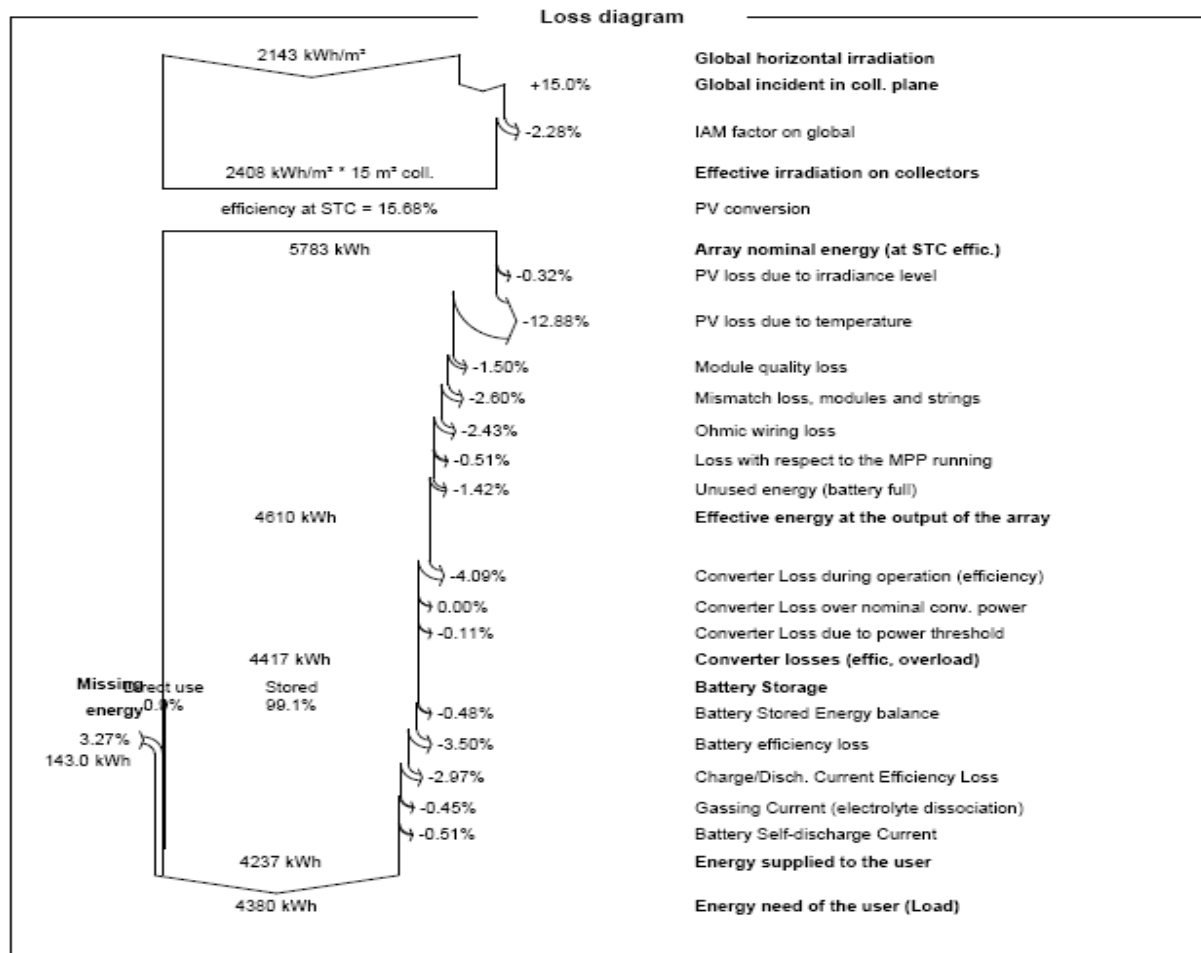 Loss diagram
2143 kWh/m² Global horizontal irradiation
+15.0% Global incident in coll. plane
-2.28% IAM factor on global
2408 kWh/m² * 15 m² coll. Effective irradiation on collectors
efficiency at STC = 15.68% PV conversion
5783 kWh Array nominal energy (at STC effic.)
-0.32% PV loss due to irradiance level
-12.88% PV loss due to temperature
-1.50% Module quality loss
-2.60% Mismatch loss, modules and strings
-2.43% Ohmic wiring loss
-0.51% Loss with respect to the MPP running
-1.42% Unused energy (battery full)
4610 kWh Effective energy at the output of the array
-4.09% Converter Loss during operation (efficiency)
0.00% Converter Loss over nominal conv. power
-0.11% Converter Loss due to power threshold
4417 kWh Converter losses (effic, overload)
Missing Direct use Stored Battery Storage
energy 0.9% 99.1%
-0.48% Battery Stored Energy balance
3.27% -3.50% Battery efficiency loss
143.0 kWh
-2.97% Charge/Disch. Current Efficiency Loss
-0.45% Gassing Current (electrolyte dissociation)
-0.51% Battery Self-discharge Current
4237 kWh Energy supplied to the user
4380 kWh Energy need of the user (Load)